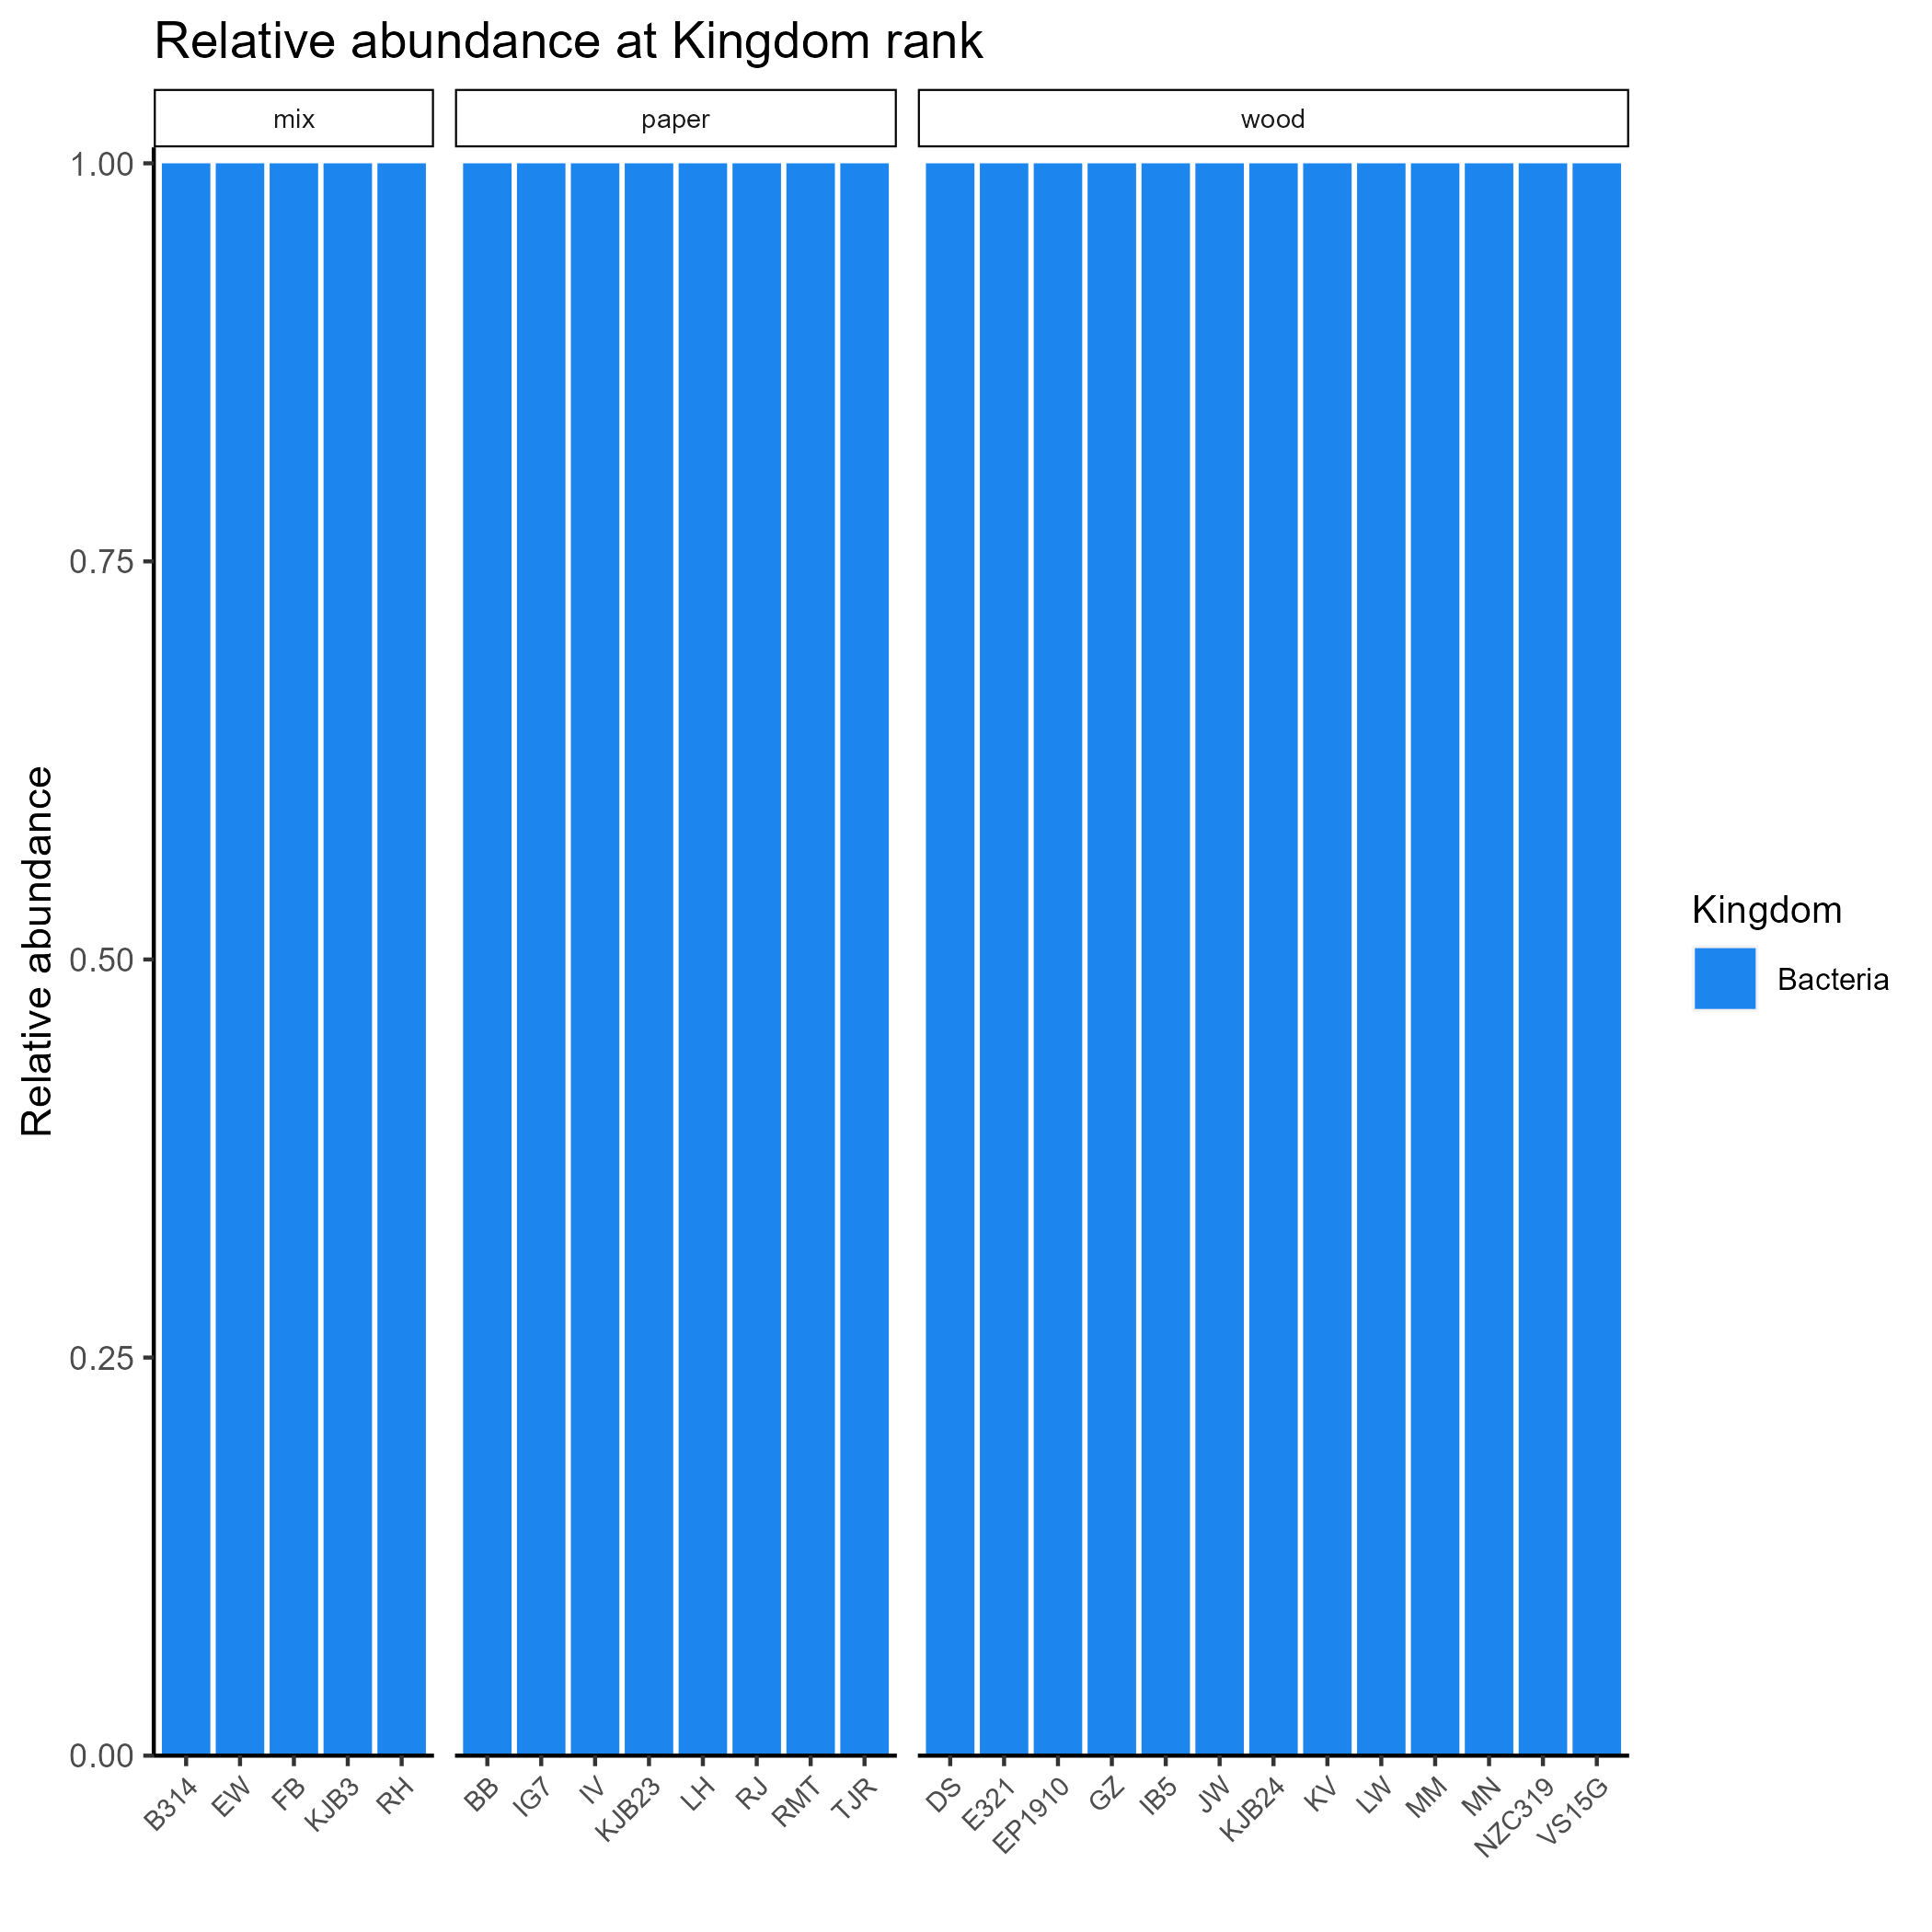 Relative abundance at Kingdom rank
mix
paper
wood
Relative abundance
1.00
0.75
0.50
0.25
0.00
B314
EW
FB
KJB3
RH
BB
IG7
IV
KJB23
LH
RJ
RMT
TJR
DS
E321
EP1910
GZ
IB5
JW
KJB24
KV
LW
MM
MN
NZC319
VS15G
Kingdom
Bacteria